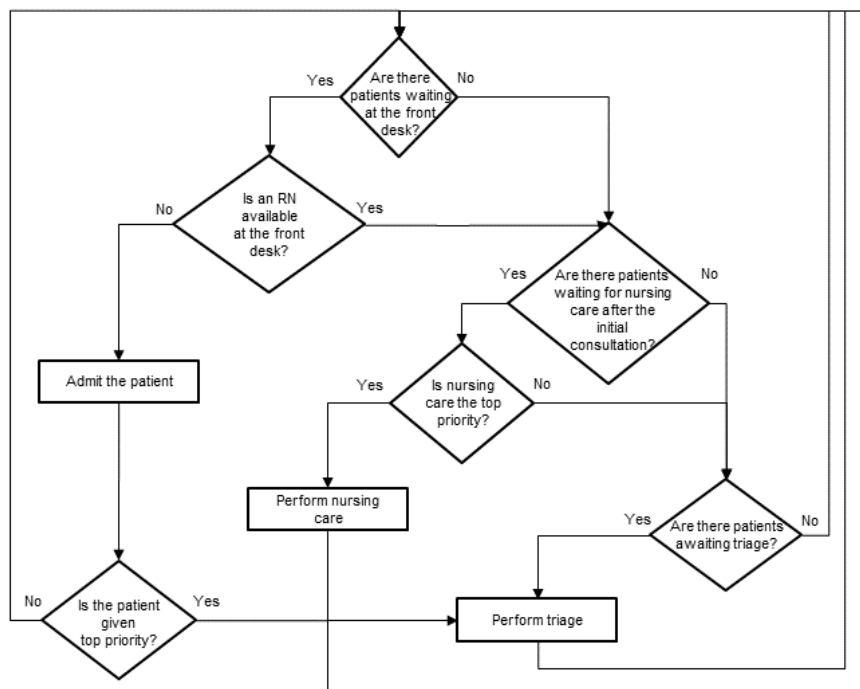 Yes
Are there
patients waiting
at the front
desk?
No
No
Is an RN
available
at the front
desk?
Yes
Yes
Are there patients
waiting for nursing
care after the
initial
consultation?
No
Admit the patient
Yes
Is nursing
care the top
priority?
No
Perform nursing
care
Yes
Are there patients
awaiting triage?
No
No
Is the patient
given
top priority?
Yes
Perform triage